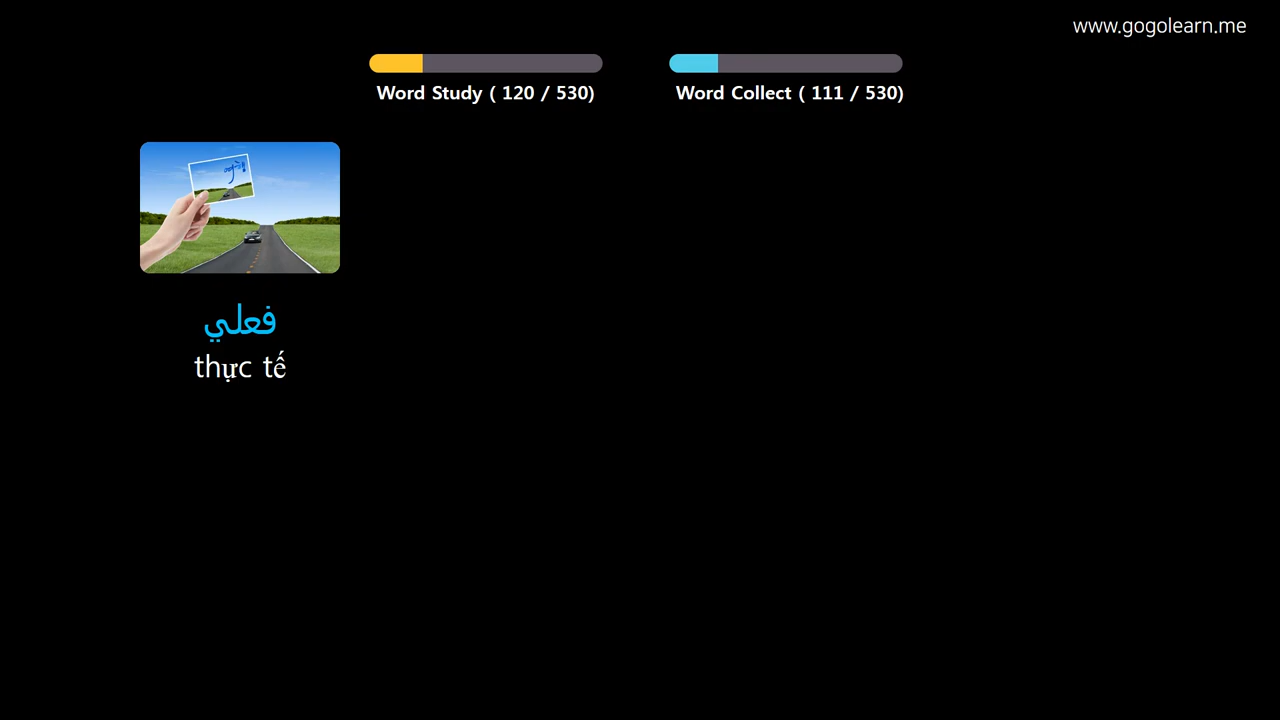 www.gogolearn.me
Word Study ( 120 / 530)
Word Collect ( 111 / 530)
فعلي
thực tế